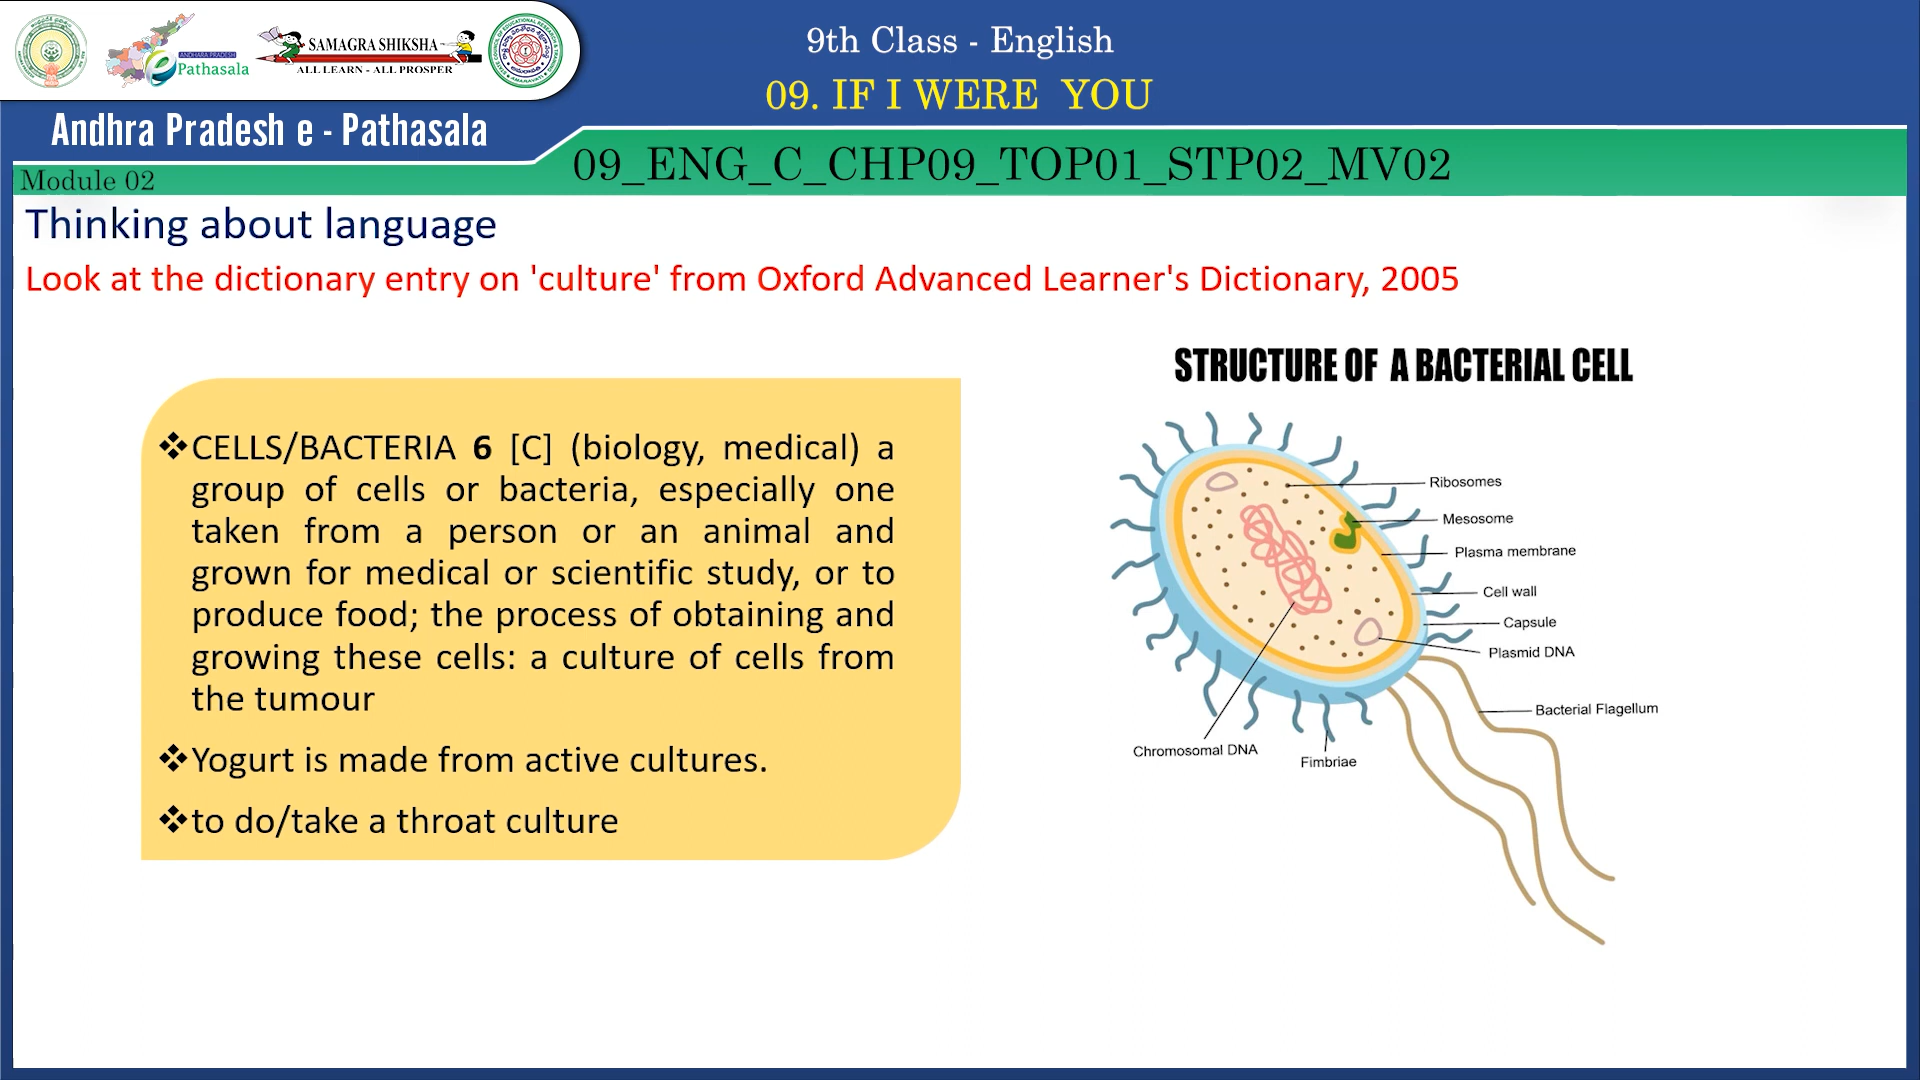 ANDHRA PRADESH
Pathasala
SAMAGRA SHIKSHA
ALL LEARN - ALL PROSPER
9th Class - English
09. IF I WERE YOU
Andhra Pradesh e - Pathasala
09_ENG_C_CHP09_TOP01_STP02_MV02
Module 02
Thinking about language
Look at the dictionary entry on 'culture' from Oxford Advanced Learner's Dictionary, 2005
❖CELLS/BACTERIA 6 [C] (biology, medical) a
group of cells or bacteria, especially one
taken from a person or an animal and
grown for medical or scientific study, or to
produce food; the process of obtaining and
growing these cells: a culture of cells from
the tumour
❖Yogurt is made from active cultures.
❖to do/take a throat culture
STRUCTURE OF A BACTERIAL CELL
Ribosomes
Mesosome
Plasma membrane
Cell wall
Capsule
Plasmid DNA
Bacterial Flagellum
Chromosomal DNA
Fimbriae